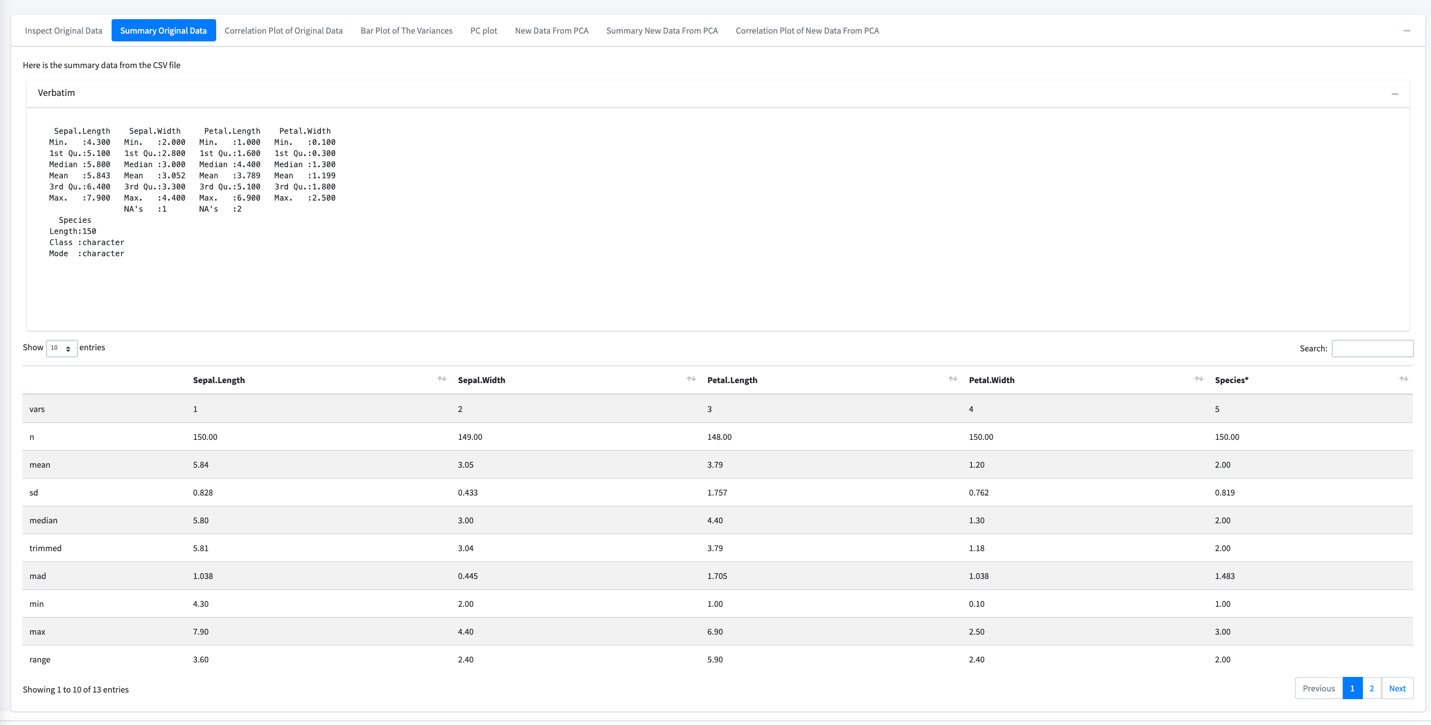 Inspect Original Data Summary Original Data Correlation Plot of Original Data Bar Plot of The Variances PC plot New Data From PCA Summary New Data From PCA Correlation Plot of New Data From PCA
Here is the summary data from the CSV file
Verbatim
Sepal.Length Sepal.Width Petal.Length Petal.Width
Min. :4.300 Min. :2.000 Min. :1.000 Min. :0.100
1st Qu.:5.100 1st Qu.:2.800 1st Qu.:1.600 1st Qu.:0.300
Median :5.800 Median :3.000 Median :4.400 Median :1.300
Mean :5.843 Mean :3.052 Mean :3.789 Mean :1.199
3rd Qu.:6.400 3rd Qu.:3.300 3rd Qu.:5.100 3rd Qu.:1.800
Max. :7.900 Max. :4.400 Max. :6.900 Max. :2.500
NA's :1 NA's :2
Species
Length:150
Class :character
Mode :character
Show 10 entries Search:
Sepal.Length Sepal.Width Petal.Length Petal.Width Species*
vars 1 2 3 4 5
n 150.00 149.00 148.00 150.00 150.00
mean 5.84 3.05 3.79 1.20 2.00
sd 0.828 0.433 1.757 0.762 0.819
median 5.80 3.00 4.40 1.30 2.00
trimmed 5.81 3.04 3.79 1.18 2.00
mad 1.038 0.445 1.705 1.038 1.483
min 4.30 2.00 1.00 0.10 1.00
max 7.90 4.40 6.90 2.50 3.00
range 3.60 2.40 5.90 2.40 2.00
Showing 1 to 10 of 13 entries Previous 1 2 Next